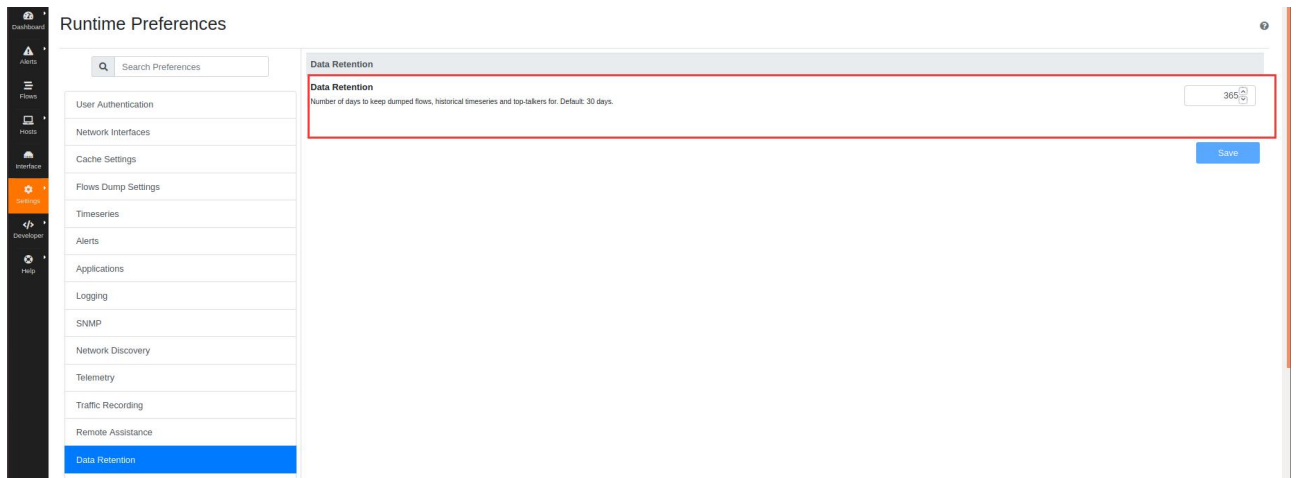 Dashboard
Alerts
Flows
Hosts
Interface
Settings
Developer
Help
Runtime Preferences
Search Preferences
User Authentication
Network Interfaces
Cache Settings
Flows Dump Settings
Timeseries
Alerts
Applications
Logging
SNMP
Network Discovery
Telemetry
Traffic Recording
Remote Assistance
Data Retention
Data Retention
Data Retention
Number of days to keep dumped flows, historical timeseries and top-talkers for. Default: 30 days.
365
Save